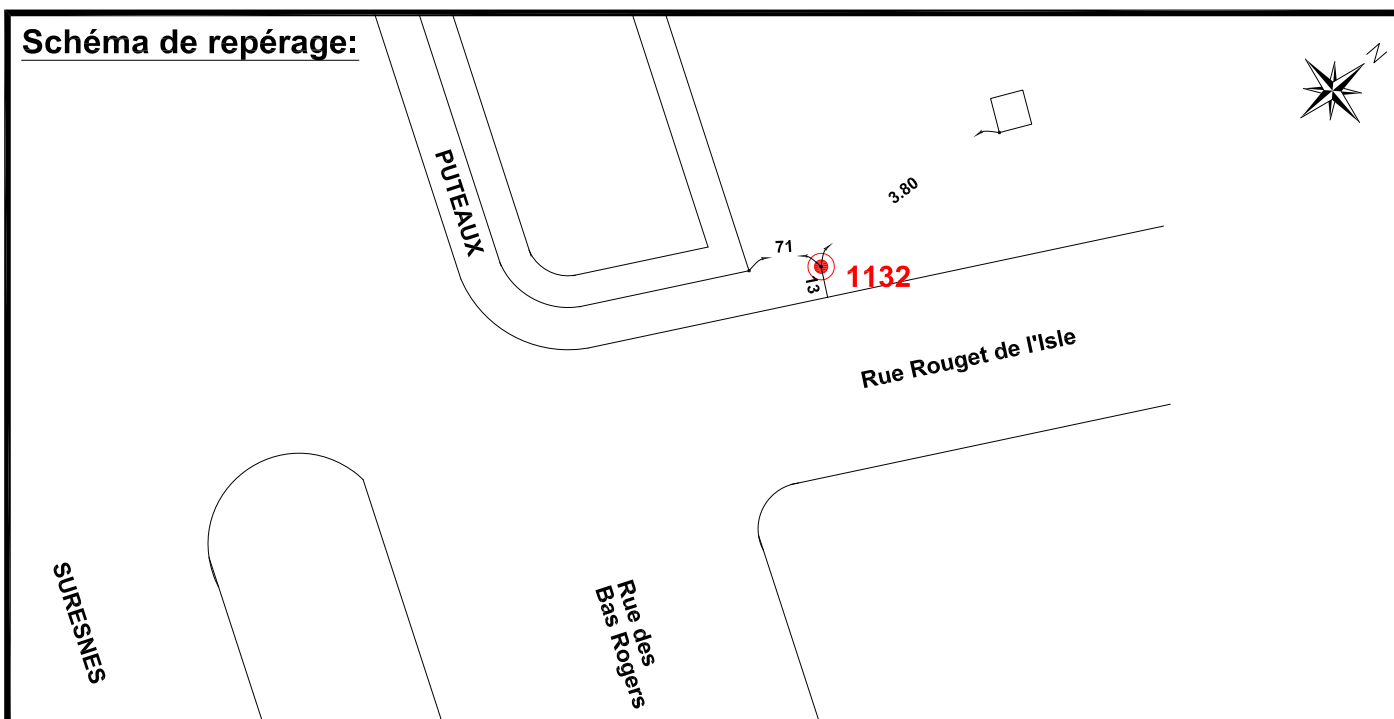 Schéma de repérage:
N
PUTEAUX
3.80
71
1132
13
Rue Rouget de l'Isle
SURESNES
Rue des
Bas Rogers